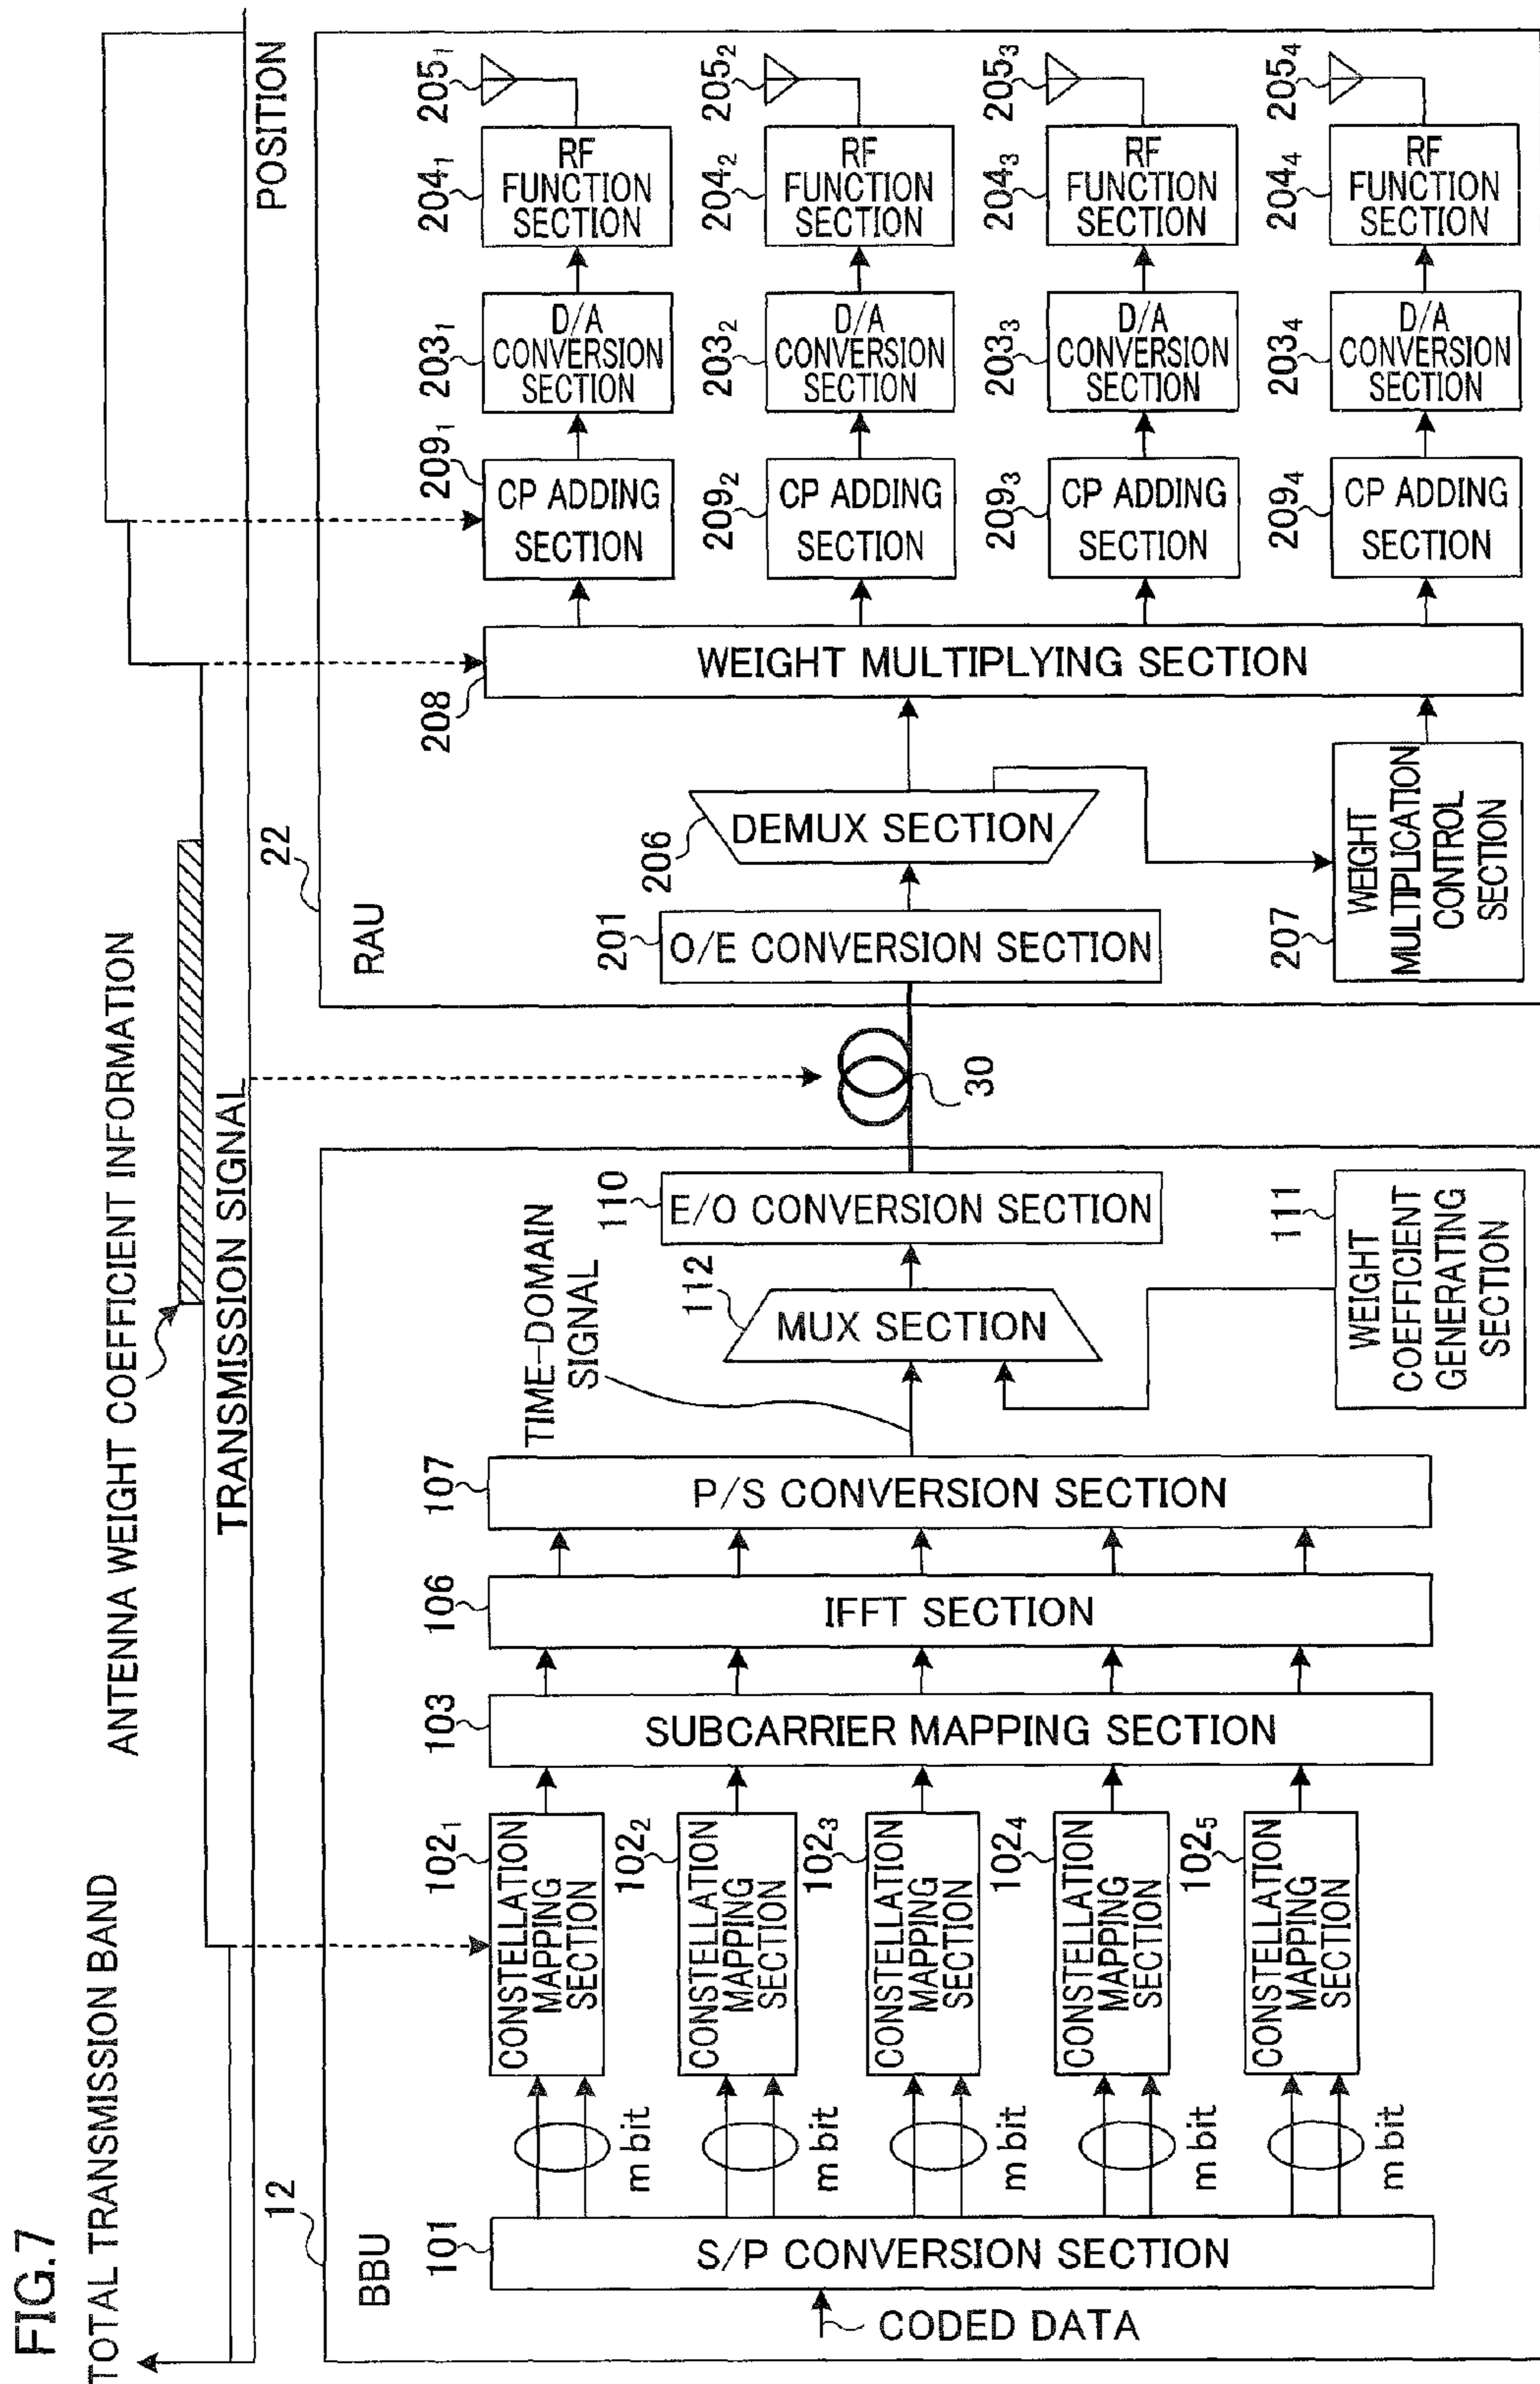 FIG.7
TOTAL TRANSMISSION BAND
ANTENNA WEIGHT COEFFICIENT INFORMATION
TRANSMISSION SIGNAL
POSITION
12
BBU
CODED DATA
101
S/P CONVERSION SECTION
m bit
m bit
m bit
m bit
m bit
102₁
CONSTELLATION
MAPPING
SECTION
102₂
CONSTELLATION
MAPPING
SECTION
102₃
CONSTELLATION
MAPPING
SECTION
102₄
CONSTELLATION
MAPPING
SECTION
102₅
CONSTELLATION
MAPPING
SECTION
103
SUBCARRIER MAPPING SECTION
106
IFFT SECTION
107
P/S CONVERSION SECTION
TIME-DOMAIN
SIGNAL
112
MUX SECTION
110
E/O CONVERSION SECTION
111
WEIGHT
COEFFICIENT
GENERATING
SECTION
30
22
RAU
201
O/E CONVERSION SECTION
206
DEMUX SECTION
207
WEIGHT
MULTIPLICATION
CONTROL
SECTION
208
WEIGHT MULTIPLYING SECTION
209₁
CP ADDING
SECTION
209₂
CP ADDING
SECTION
209₃
CP ADDING
SECTION
209₄
CP ADDING
SECTION
203₁
D/A
CONVERSION
SECTION
203₂
D/A
CONVERSION
SECTION
203₃
D/A
CONVERSION
SECTION
203₄
D/A
CONVERSION
SECTION
204₁
RF
FUNCTION
SECTION
204₂
RF
FUNCTION
SECTION
204₃
RF
FUNCTION
SECTION
204₄
RF
FUNCTION
SECTION
205₁
205₂
205₃
205₄